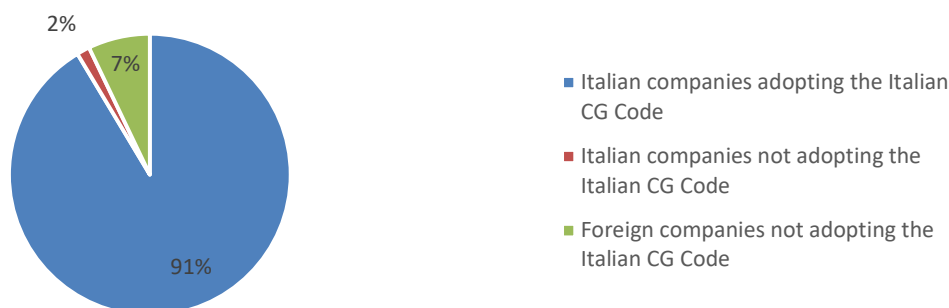 2%
7%
91%
Italian companies adopting the Italian
CG Code
Italian companies not adopting the
Italian CG Code
Foreign companies not adopting the
Italian CG Code